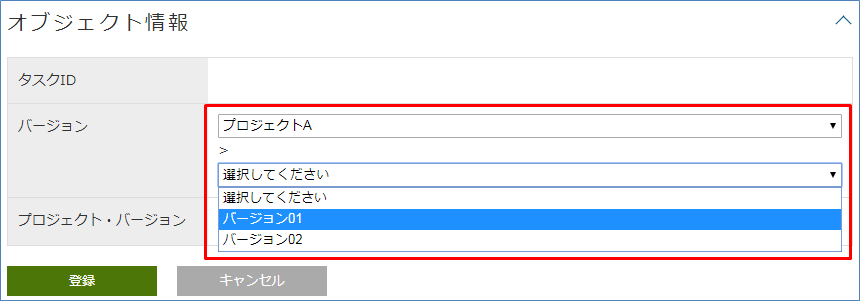 オブジェクト情報
タスクID
バージョン
プロジェクトA
>
選択してください
選択してください
バージョン01
バージョン02
プロジェクト・バージョン
登録
キャンセル